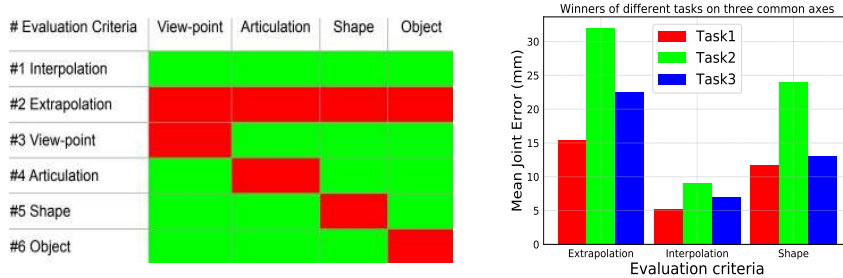 # Evaluation Criteria View-point Articulation Shape Object
#1 Interpolation
#2 Extrapolation
#3 View-point
#4 Articulation
#5 Shape
#6 Object
Winners of different tasks on three common axes
Mean Joint Error (mm)
30
25
20
15
10
5
0
Task1
Task2
Task3
Extrapolation Interpolation Shape
Evaluation criteria